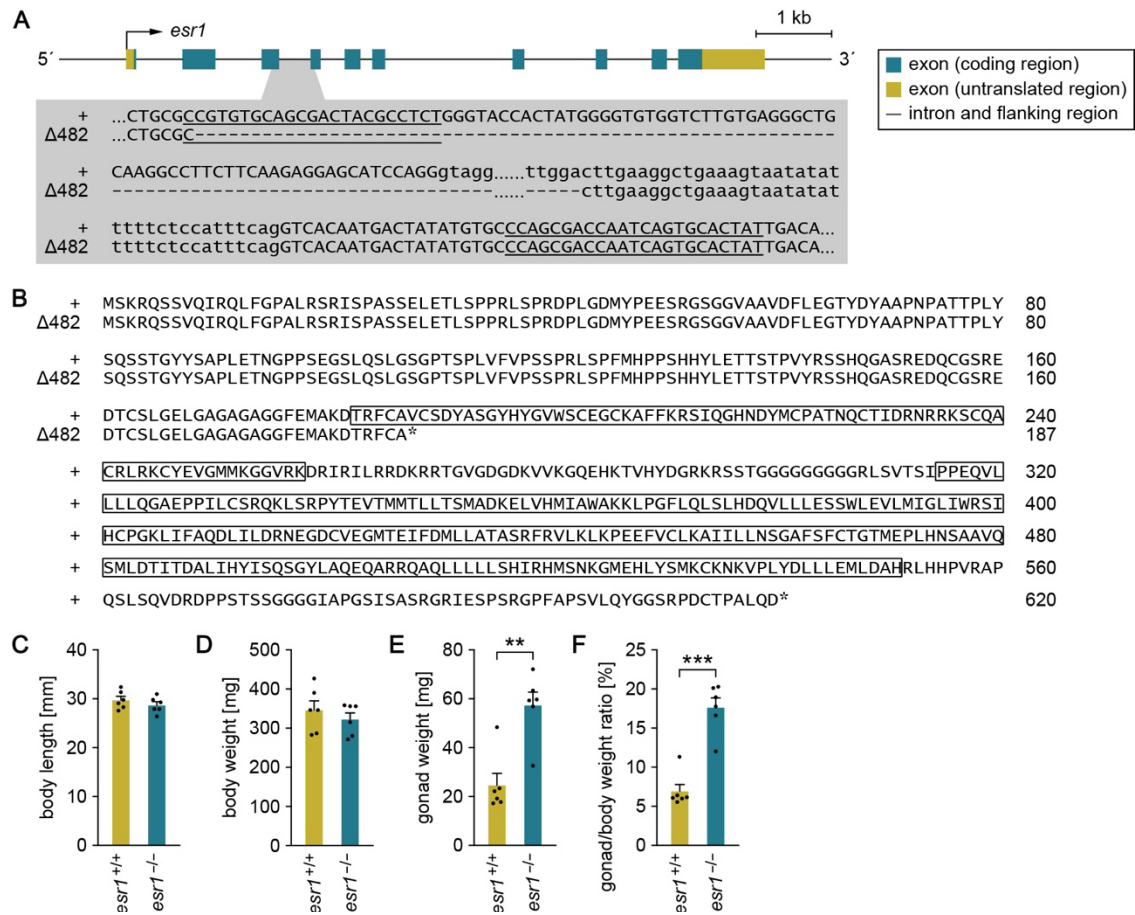 A
esr1
1 kb
5´
3´
exon (coding region)
exon (untranslated region)
intron and flanking region
+ ...CTGCGCCGTGTGCAGCGACTACGCCTCTGGGTACCACTATGGGGTGTGGTCTTGTGAGGGCTG
Δ482 ...CTGCGC---------------------------------------------------------
+ CAAGGCCTTCTTCAAGAGGAGCATCCAGGgtagg......ttggacttgaaggctgaaagtaatatat
Δ482 ----------------------------------......-----cttgaaggctgaaagtaatatat
+ ttttctccatttcagGTCACAATGACTATATGTGCCCAGCGACCAATCAGTGCACTATTGACA...
Δ482 ttttctccatttcagGTCACAATGACTATATGTGCCCAGCGACCAATCAGTGCACTATTGACA...
B
+ MSKRQSSVQIRQLFGPALRSRISPASSELETLSPPRLSPRDPLGDMYPEESRGSGGVAAVDFLEGTYDYAAPNPATTPLY 80
Δ482 MSKRQSSVQIRQLFGPALRSRISPASSELETLSPPRLSPRDPLGDMYPEESRGSGGVAAVDFLEGTYDYAAPNPATTPLY 80
+ SQSSTGYYSAPLETNGPPSEGSLQSLGSGPTSPLVFVPSSPRLSPFMHPPSHHYLETTSTPVYRSSHQGASREDQCGSRE 160
Δ482 SQSSTGYYSAPLETNGPPSEGSLQSLGSGPTSPLVFVPSSPRLSPFMHPPSHHYLETTSTPVYRSSHQGASREDQCGSRE 160
+ DTCSLGELGAGAGAGGFEMAKDTRFCAVCSDYASGYHYGVWSCEGCKAFFKRSIQGHNDYMCPATNQCTIDRNRRKSCQA 240
Δ482 DTCSLGELGAGAGAGGFEMAKDTRFCA* 187
+ CRLRKCYEVGMMKGGVRKDRIRILRRDKRRTGVGDGDKVVKGQEHKTVHYDGRKRSSTGGGGGGGGGRLSVTSIPPEQVL 320
+ LLLQGAEPPILCSRQKLSRPYTEVTMMTLLTSMADKELVHMIAWAKKLPGFLQLSLHDQVLLLESSWLEVLMIGLIWRSI 400
+ HCPGKLIFAQDLILDRNEGDCVEGMTEIFDMLLATASRFRVLKLKPEEFVCLKAIILLNSGAFSFCTGTMEPLHNSAAVQ 480
+ SMLDTITDALIHYISQSGYLAQEQARRQAQLLLLLSHIRHMSNKGMEHLYSMKCKNKVPLYDLLLEMLDAHRLHHPVRAP 560
+ QSLSQVDRDPPSTSSGGGGIAPGSISASRGRIESPSRGPFAPSVLQYGGSRPDCTPALQD* 620
C
body length [mm]
40
30
20
10
0
esr1+/+
esr1−/−
D
body weight [mg]
500
400
300
200
100
0
esr1+/+
esr1−/−
E
gonad weight [mg]
80
60
40
20
0
**
esr1+/+
esr1−/−
F
gonad/body weight ratio [%]
25
20
15
10
5
0
***
esr1+/+
esr1−/−